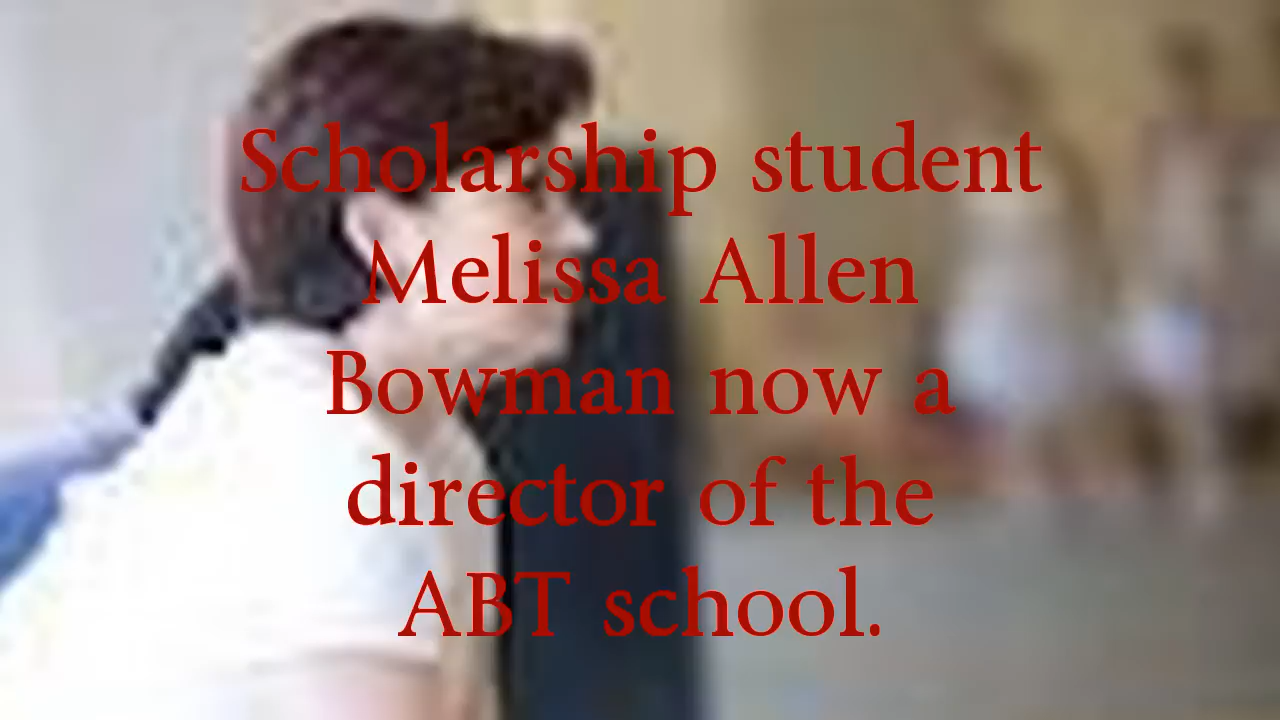 Scholarship student
Melissa Allen
Bowman now a
director of the
ABT school.